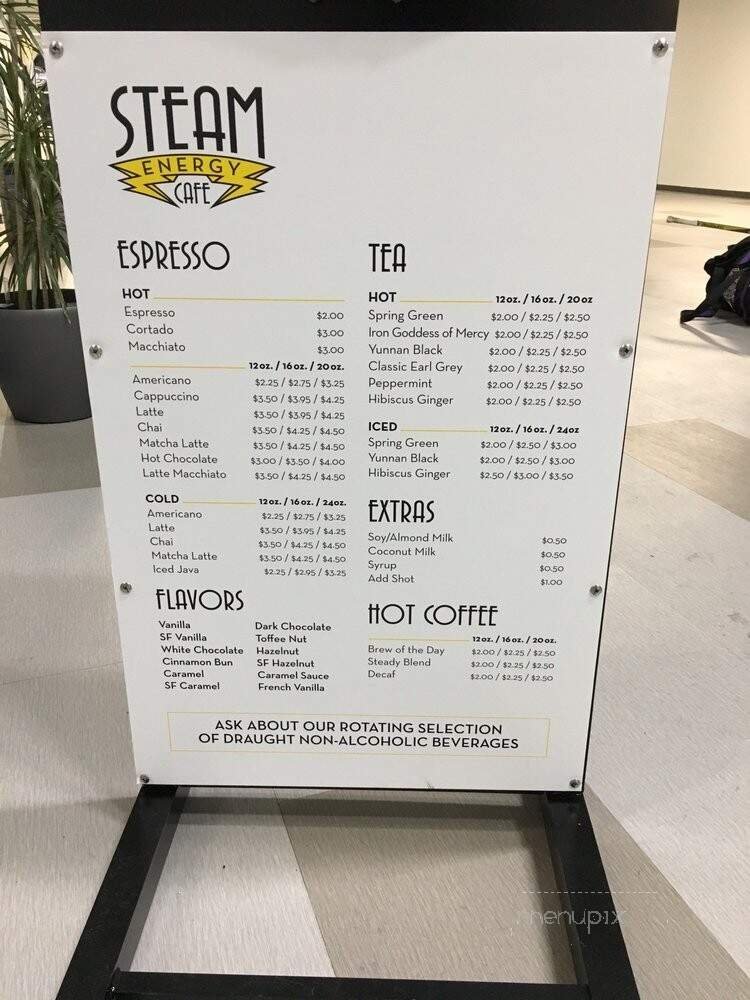 STEAM
ENERGY
CAFE
ESPRESSO
HOT
Espresso $2.00
Cortado $3.00
Macchiato $3.00
12oz. / 16oz. / 20oz.
Americano $2.25 / $2.75 / $3.25
Cappuccino $3.50 / $3.95 / $4.25
Latte $3.50 / $3.95 / $4.25
Chai $3.50 / $4.25 / $4.50
Matcha Latte $3.50 / $4.25 / $4.50
Hot Chocolate $3.00 / $3.50 / $4.00
Latte Macchiato $3.50 / $4.25 / $4.50
COLD 12oz. / 16oz. / 24oz.
Americano $2.25 / $2.75 / $3.25
Latte $3.50 / $3.95 / $4.25
Chai $3.50 / $4.25 / $4.50
Matcha Latte $3.50 / $4.25 / $4.50
Iced Java $2.25 / $2.95 / $3.25
FLAVORS
Vanilla
SF Vanilla
White Chocolate
Cinnamon Bun
Caramel
SF Caramel
Dark Chocolate
Toffee Nut
Hazelnut
SF Hazelnut
Caramel Sauce
French Vanilla
TEA
HOT 12oz. / 16oz. / 20oz
Spring Green $2.00 / $2.25 / $2.50
Iron Goddess of Mercy $2.00 / $2.25 / $2.50
Yunnan Black $2.00 / $2.25 / $2.50
Classic Earl Grey $2.00 / $2.25 / $2.50
Peppermint $2.00 / $2.25 / $2.50
Hibiscus Ginger $2.00 / $2.25 / $2.50
ICED 12oz. / 16oz. / 24oz
Spring Green $2.00 / $2.50 / $3.00
Yunnan Black $2.00 / $2.50 / $3.00
Hibiscus Ginger $2.50 / $3.00 / $3.50
EXTRAS
Soy/Almond Milk $0.50
Coconut Milk $0.50
Syrup $0.50
Add Shot $1.00
HOT COFFEE
12oz. / 16oz. / 20oz.
Brew of the Day $2.00 / $2.25 / $2.50
Steady Blend $2.00 / $2.25 / $2.50
Decaf $2.00 / $2.25 / $2.50
ASK ABOUT OUR ROTATING SELECTION
OF DRAUGHT NON-ALCOHOLIC BEVERAGES
menupix